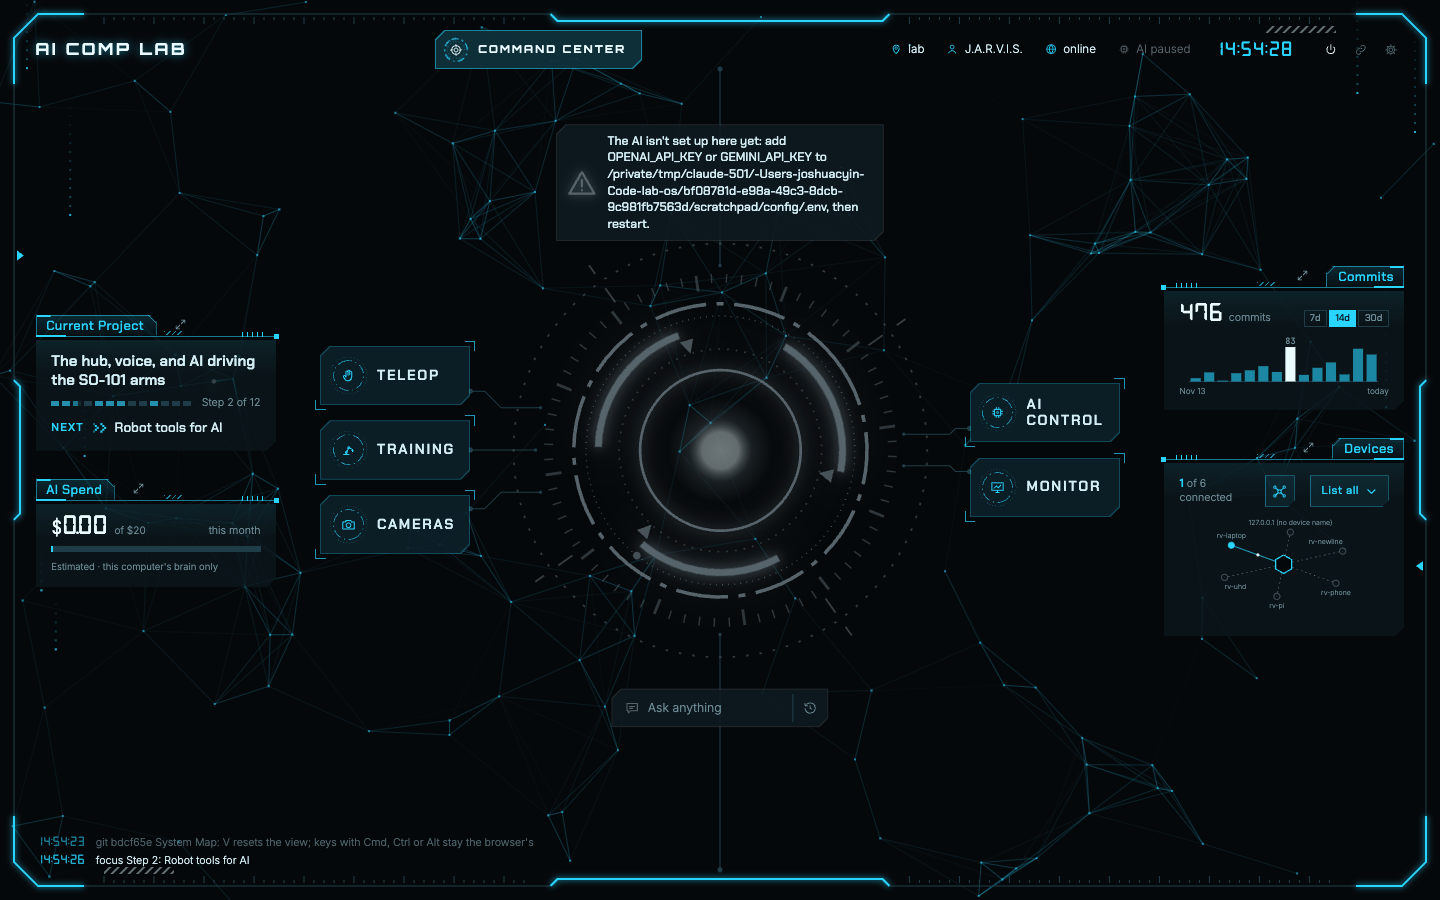 AI COMP LAB
COMMAND CENTER
lab
J.A.R.V.I.S.
online
AI paused
14:54:28
The AI isn't set up here yet: add
OPENAI_API_KEY or GEMINI_API_KEY to
/private/tmp/claude-501/-Users-joshuacyin-
Code-lab-os/bf08781d-e98a-49c3-8dcb-
9c981fb7563d/scratchpad/config/.env, then
restart.
Current Project
The hub, voice, and AI driving
the SO-101 arms
Step 2 of 12
NEXT Robot tools for AI
AI Spend
$0.00 of $20 this month
Estimated · this computer's brain only
TELEOP
TRAINING
CAMERAS
AI
CONTROL
MONITOR
Commits
476 commits
7d 14d 30d
83
Nov 13 today
Devices
1 of 6
connected
List all
127.0.0.1 (no device name)
rv-laptop
rv-newline
rv-uhd
rv-phone
rv-pi
Ask anything
14:54:23 git bdcf65e System Map: V resets the view; keys with Cmd, Ctrl or Alt stay the browser's
14:54:26 focus Step 2: Robot tools for AI